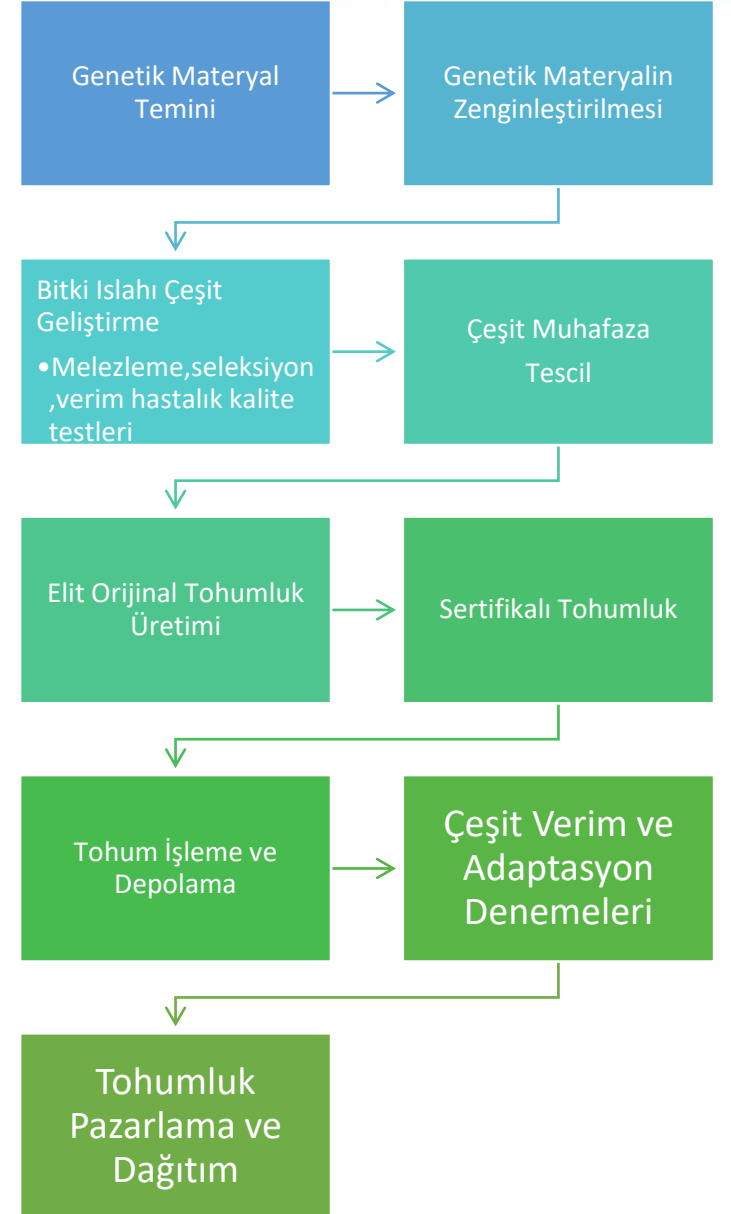 Genetik Materyal
Temini
Genetik Materyalin
Zenginleştirilmesi
Bitki Islahı Çeşit
Geliştirme
•Melezleme,seleksiyon
,verim hastalık kalite
testleri
Çeşit Muhafaza
Tescil
Elit Orijinal Tohumluk
Üretimi
Sertifikalı Tohumluk
Tohum İşleme ve
Depolama
Çeşit Verim ve
Adaptasyon
Denemeleri
Tohumluk
Pazarlama ve
Dağıtım